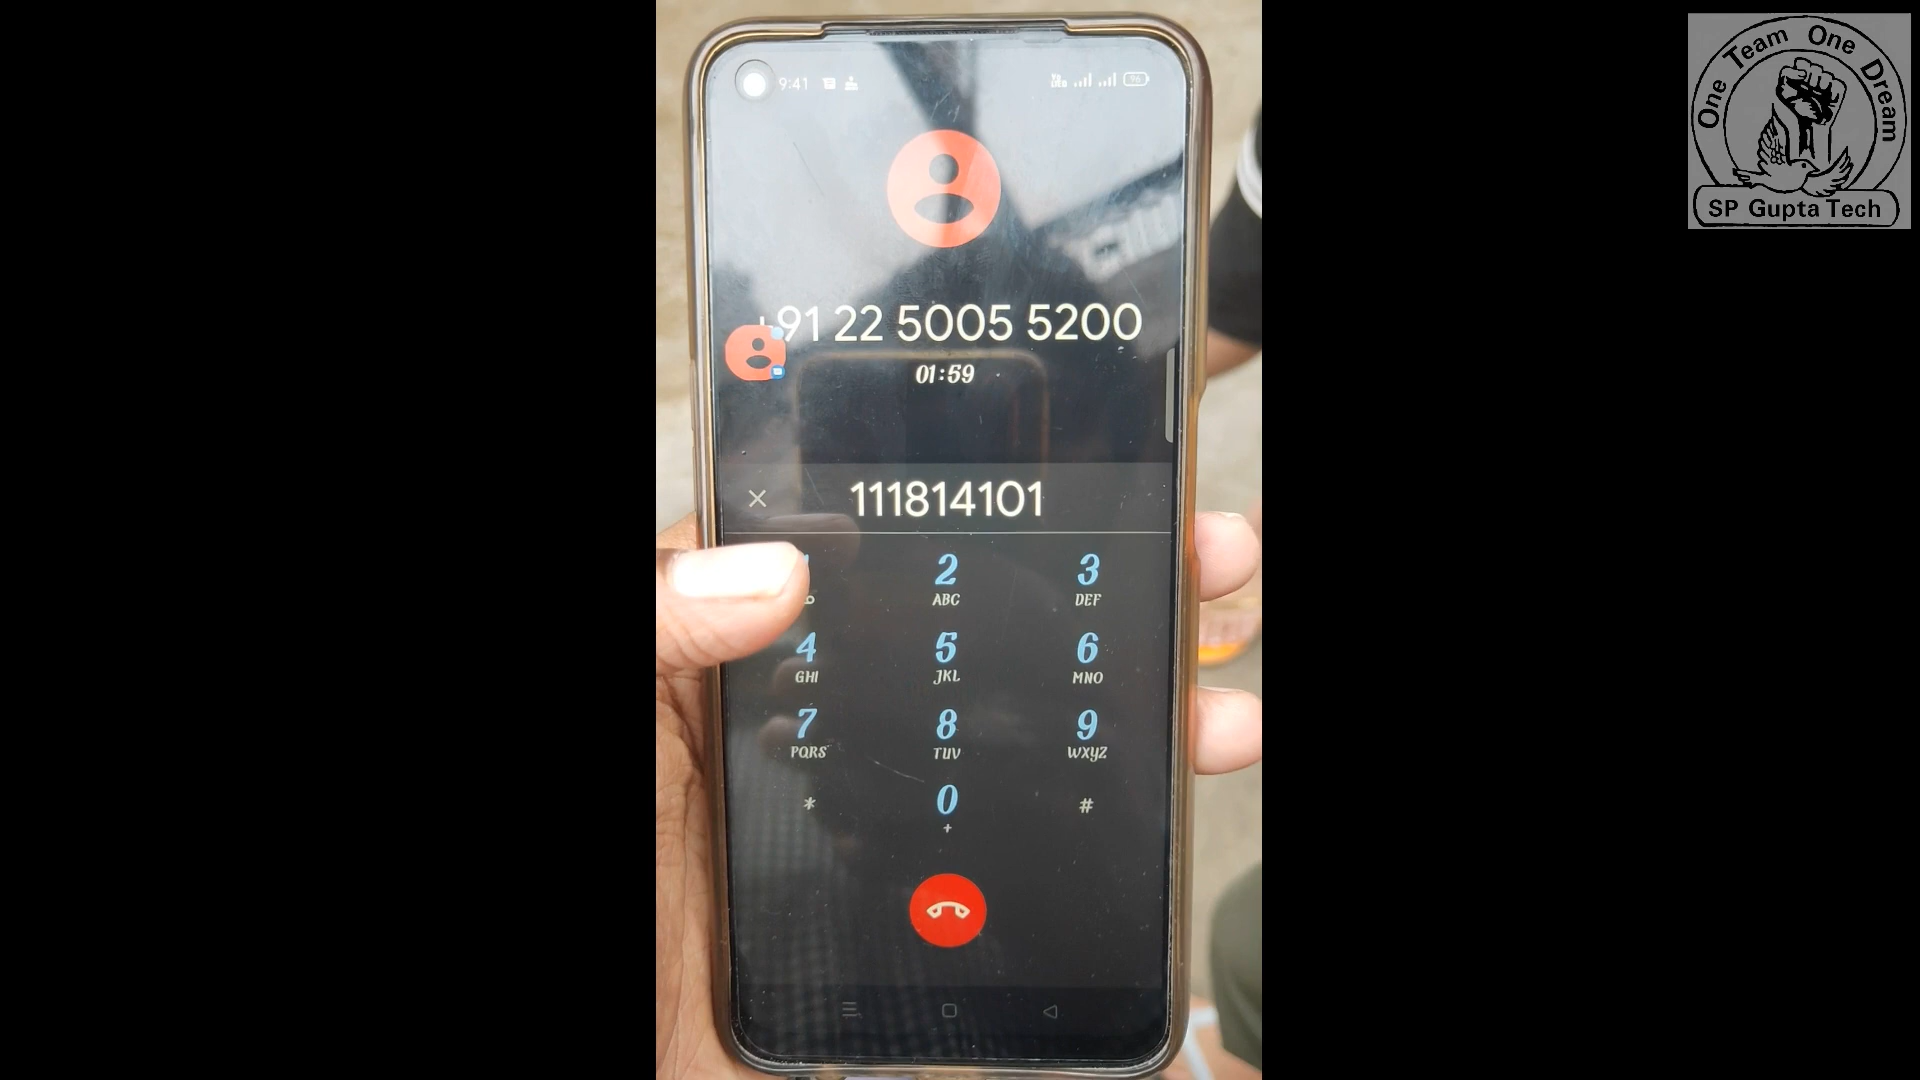 One Team One Dream
SP Gupta Tech
9:41
96
+91 22 5005 5200
01:59
111814101
2
ABC
3
DEF
4
GHI
5
JKL
6
MNO
7
PQRS
8
TUV
9
WXYZ
*
0
+
#